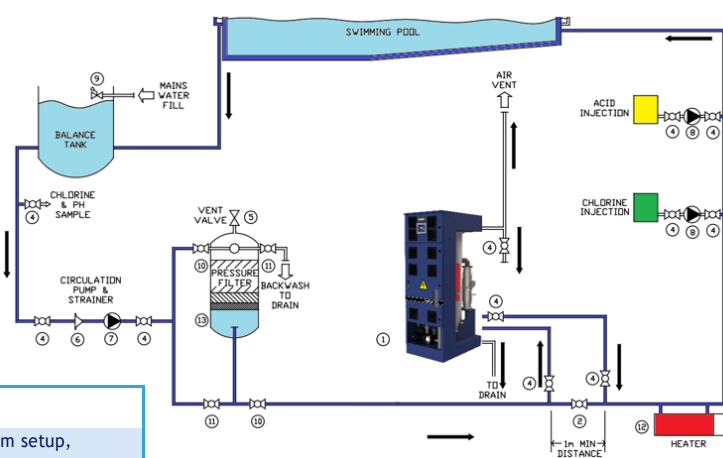 SWIMMING POOL
9
MAINS
WATER
FILL
AIR
VENT
BALANCE
TANK
ACID
INJECTION
4
8
4
4
CHLORINE
& PH
SAMPLE
VENT
VALVE
5
CHLORINE
INJECTION
4
8
4
4
10
11
PRESSURE
FILTER
BACKWASH
TO
DRAIN
CIRCULATION
PUMP &
STRAINER
13
4
4
6
7
4
1
TO
DRAIN
4
4
11
10
2
12
1m MIN
DISTANCE
HEATER
m setup,